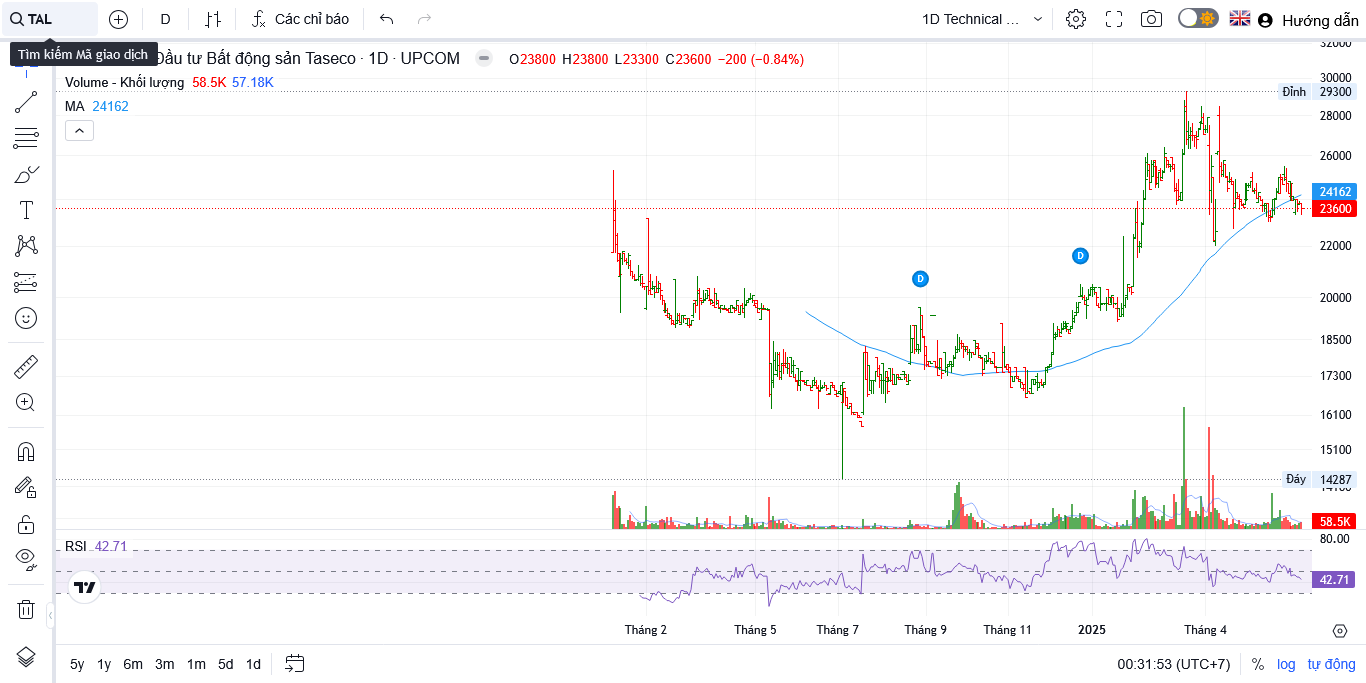 TAL
D
Các chỉ báo
1D Technical ...
Hướng dẫn
Tìm kiếm Mã giao dịch
Đầu tư Bất động sản Taseco · 1D · UPCOM
O23800 H23800 L23300 C23600 −200 (−0.84%)
Volume - Khối lượng 58.5K 57.18K
MA 24162
32000
30000
Đỉnh 29300
28000
26000
24162
23600
22000
20000
18500
17300
16100
15100
Đáy 14287
58.5K
D
D
RSI 42.71
80.00
42.71
Tháng 2
Tháng 5
Tháng 7
Tháng 9
Tháng 11
2025
Tháng 4
5y 1y 6m 3m 1m 5d 1d
00:31:53 (UTC+7)
% log tự động